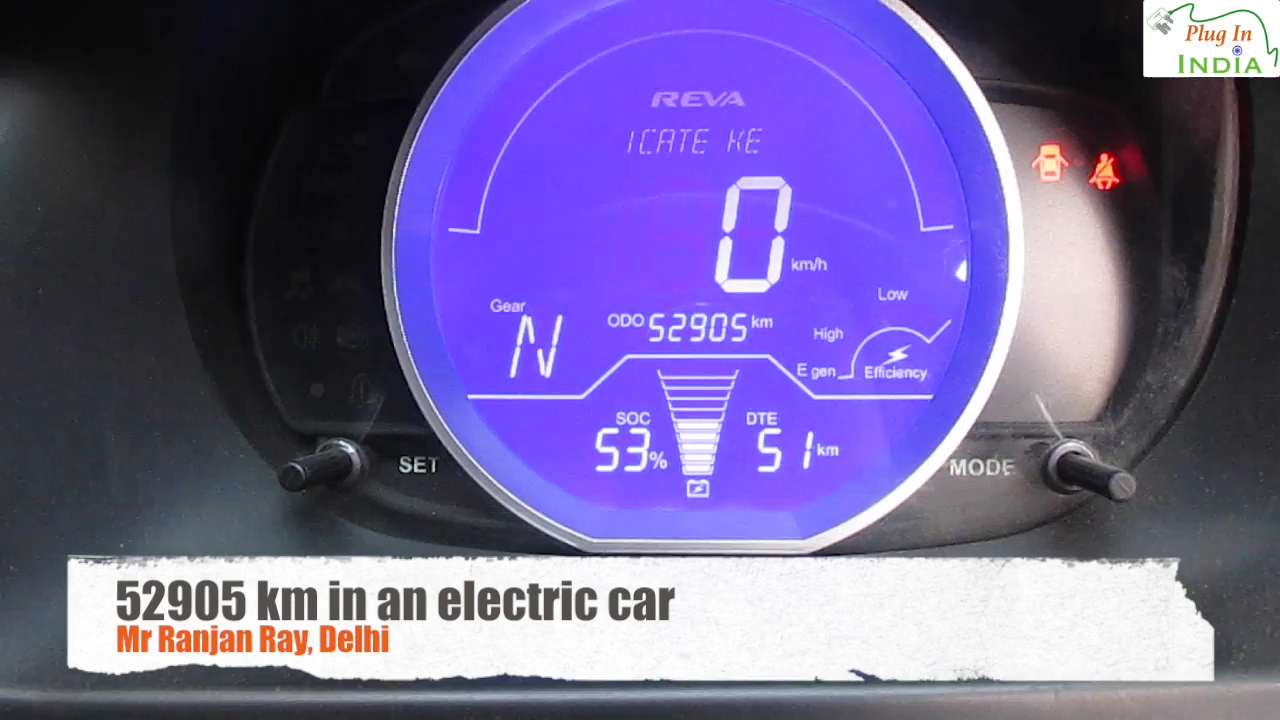 Plug In
INDIA
REVA
ICATE KE
0 km/h
Low
Gear
N
ODO 52905 km
High
E gen
Efficiency
SOC
53%
DTE
51 km
SET
MODE
52905 km in an electric car
Mr Ranjan Ray, Delhi